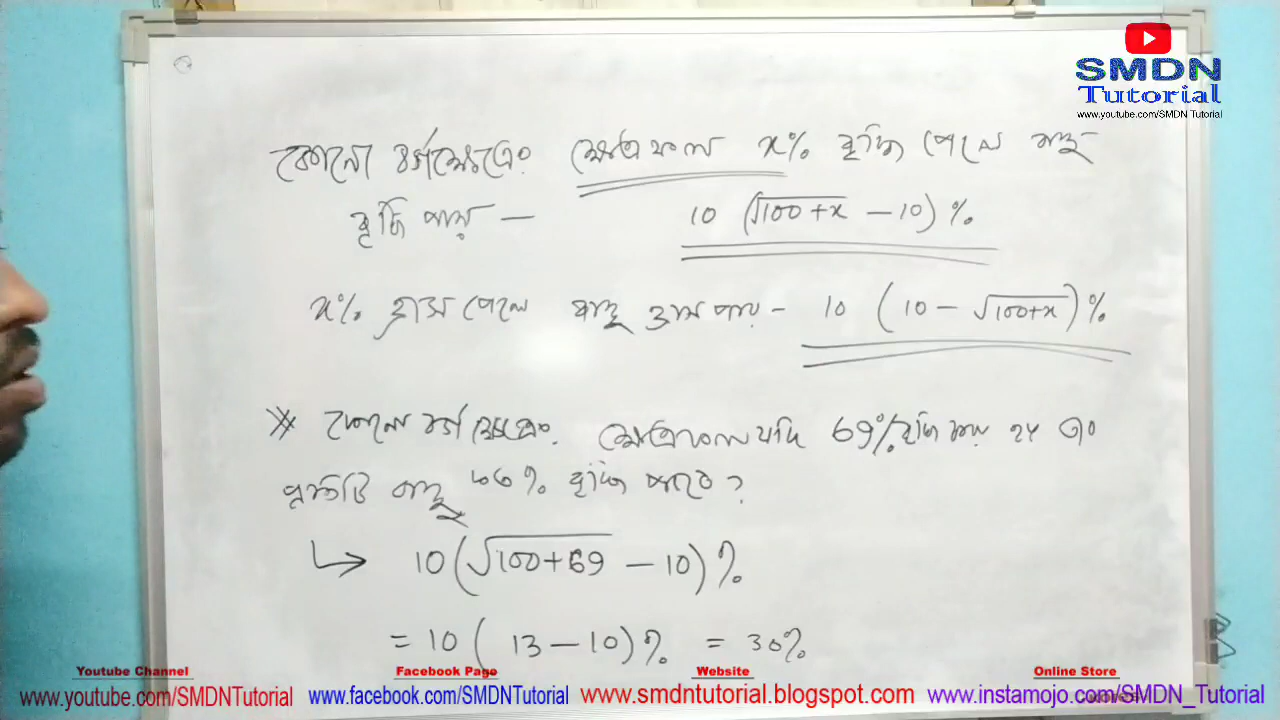 SMDN
Tutorial
www.youtube.com/SMDN Tutorial
কোনো বর্গক্ষেত্রের ক্ষেত্রফল x% বৃদ্ধি পেলে বাহু
বৃদ্ধি পায় — 10 (√100+x − 10) %
x% হ্রাস পেলে বাহু হ্রাস পায় − 10 (10 − √100+x) %
* কোনো বর্গক্ষেত্রের ক্ষেত্রফল যদি 69% বৃদ্ধি হয়
প্রতিটি বাহু কত % বৃদ্ধি পাবে?
↳ 10 (√100+69 − 10) %
= 10 ( 13 − 10) % = 30%
Youtube Channel Facebook Page Website Online Store
www.youtube.com/SMDNTutorial www.facebook.com/SMDNTutorial www.smdntutorial.blogspot.com www.instamojo.com/SMDN_Tutorial